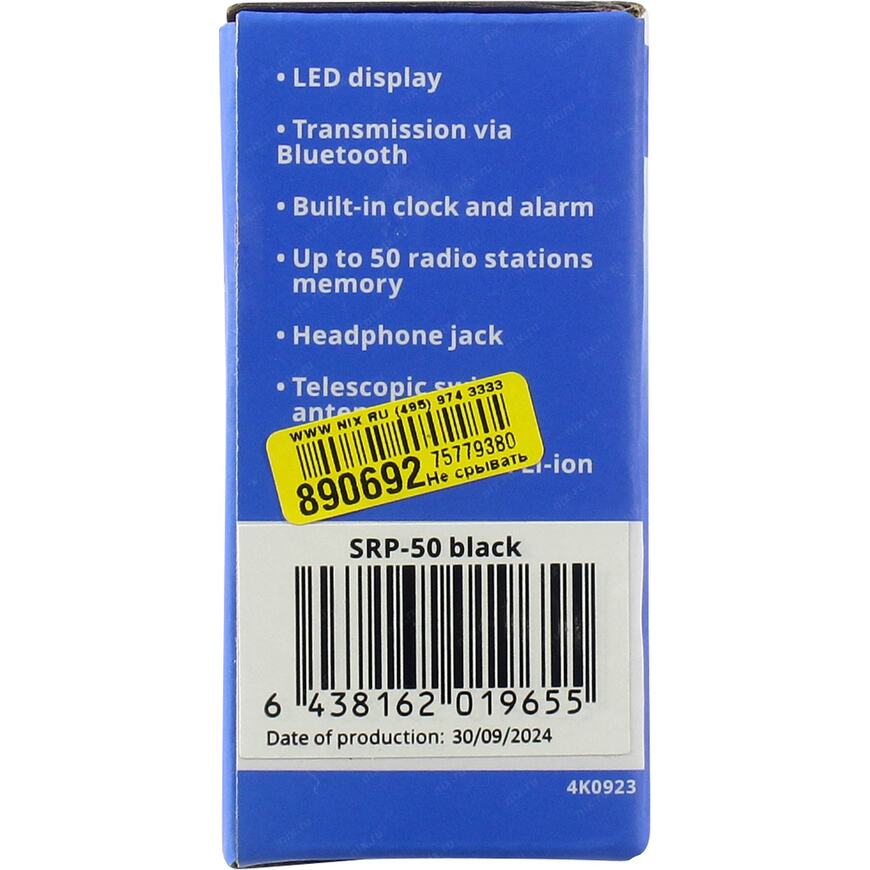 • LED display
• Transmission via
Bluetooth
• Built-in clock and alarm
• Up to 50 radio stations
memory
• Headphone jack
• Telescopic
WWW NIX RU (495) 974 3333
75779380
890692
Не срывать
Li-ion
SRP-50 black
6 438162 019655
Date of production: 30/09/2024
4K0923